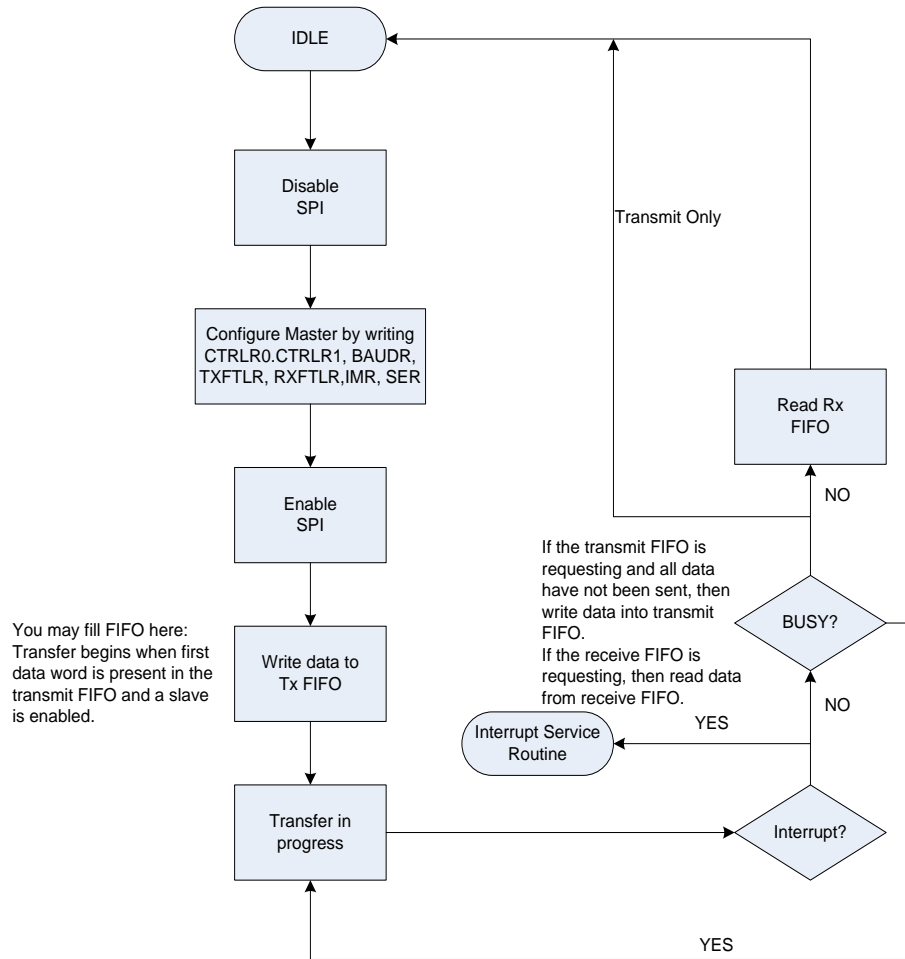 IDLE
Disable
SPI
Transmit Only
Configure Master by writing
CTRLR0.CTRLR1, BAUDR,
TXFTLR, RXFTLR,IMR, SER
Read Rx
FIFO
NO
Enable
SPI
If the transmit FIFO is
requesting and all data
have not been sent, then
write data into transmit
FIFO.
If the receive FIFO is
requesting, then read data
from receive FIFO.
BUSY?
You may fill FIFO here:
Transfer begins when first
data word is present in the
transmit FIFO and a slave
is enabled.
Write data to
Tx FIFO
NO
YES
Interrupt Service
Routine
Transfer in
progress
Interrupt?
YES